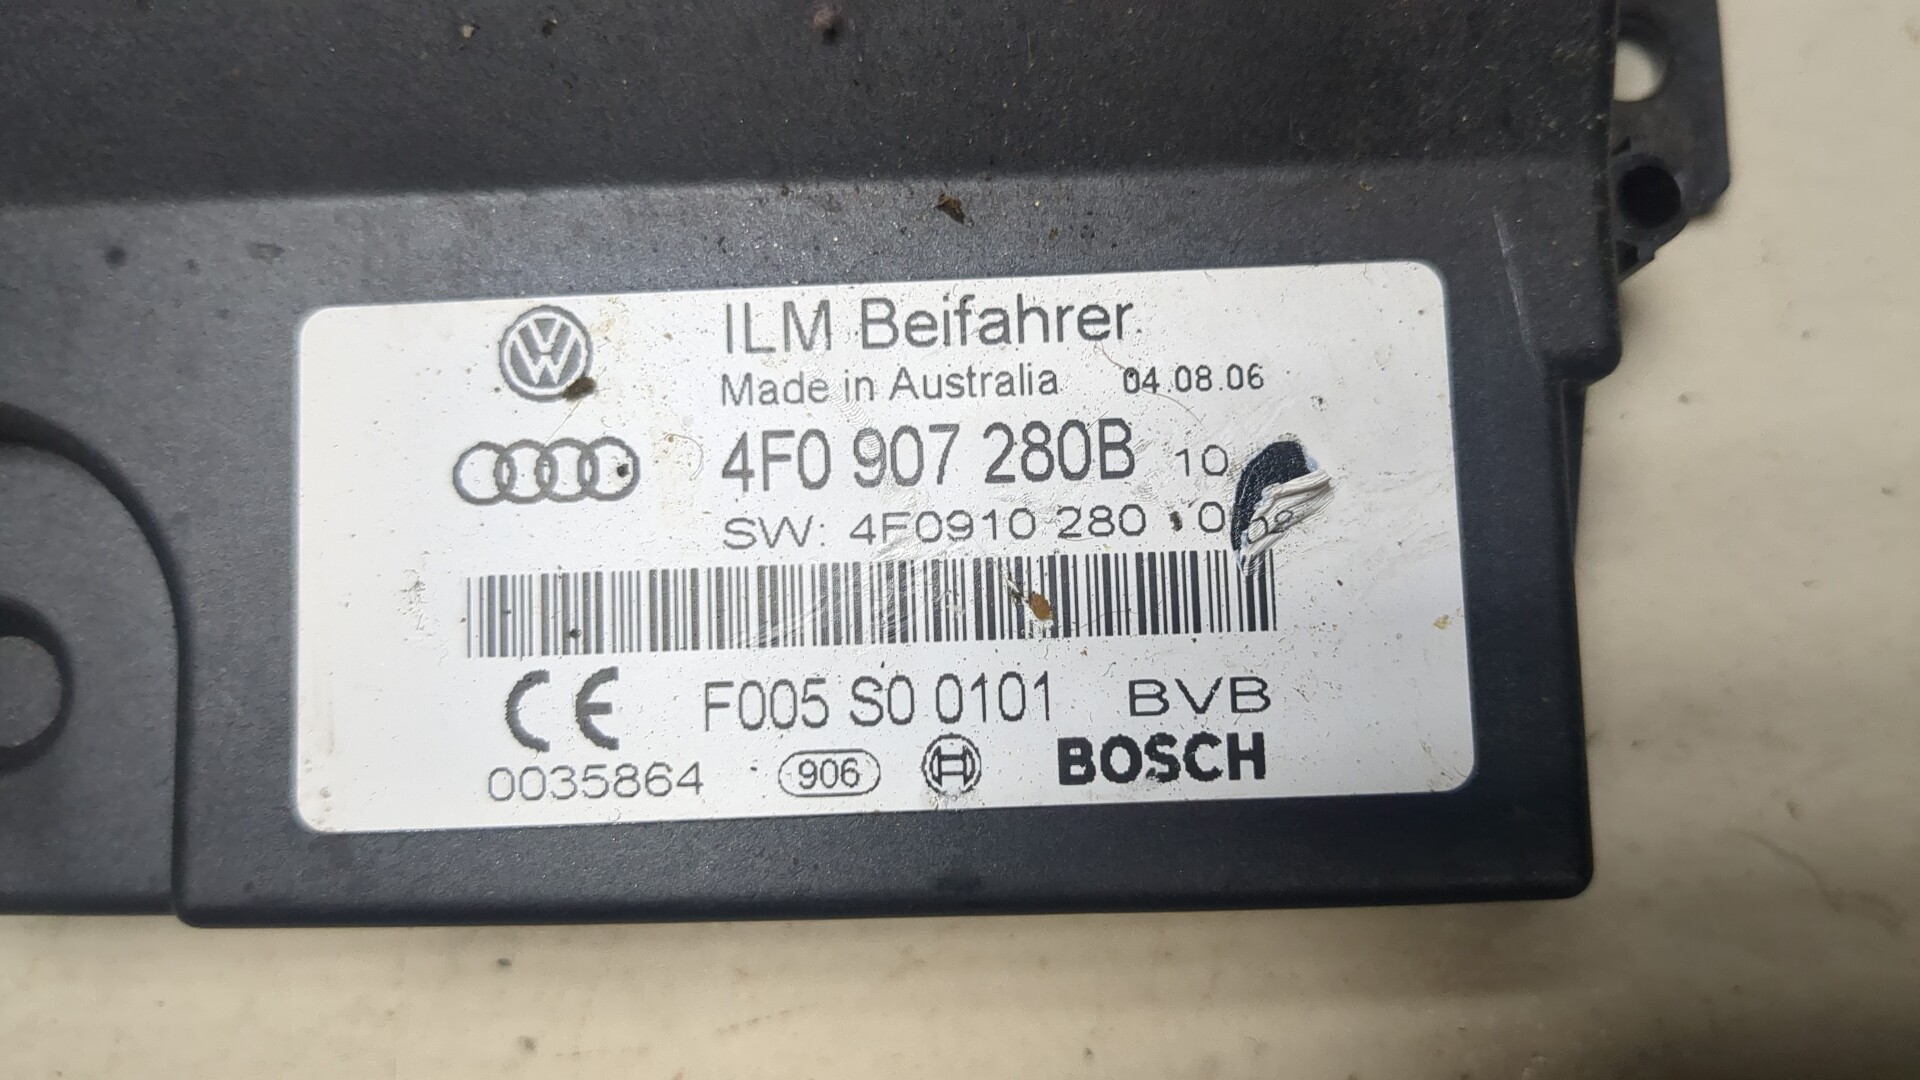 ILM Beifahrer
Made in Australia 04.08.06
4F0 907 280B 10
SW: 4F0910 280 
CE F005 S0 0101 BVB
0035864 906 BOSCH